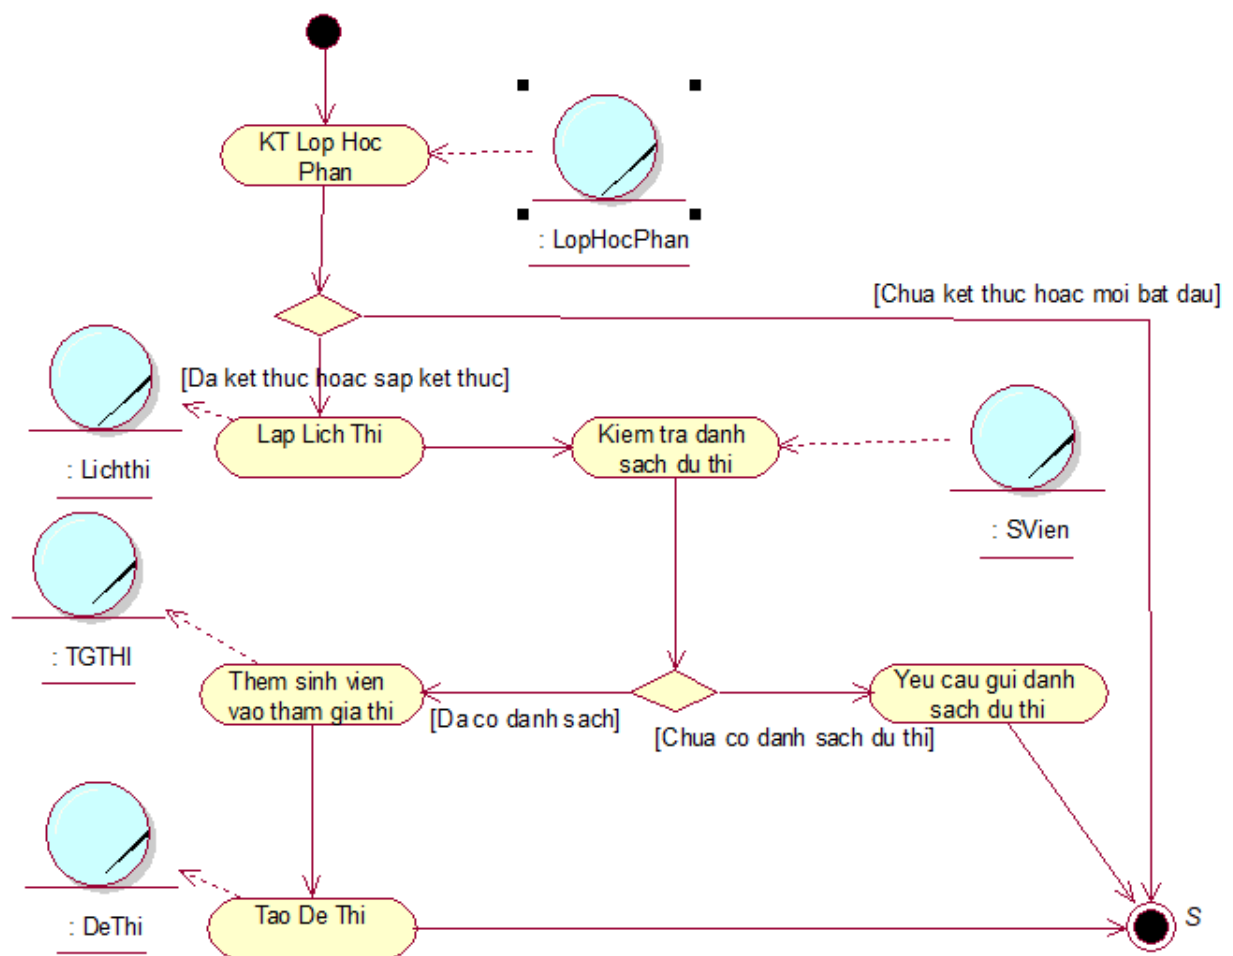 KT Lop Hoc
Phan
: LopHocPhan
[Chua ket thuc hoac moi bat dau]
[Da ket thuc hoac sap ket thuc]
Lap Lich Thi
Kiem tra danh
sach du thi
: Lichthi
: SVien
: TGTHI
Them sinh vien
vao tham gia thi
[Da co danh sach]
[Chua co danh sach du thi]
Yeu cau gui danh
sach du thi
: DeThi
Tao De Thi
S